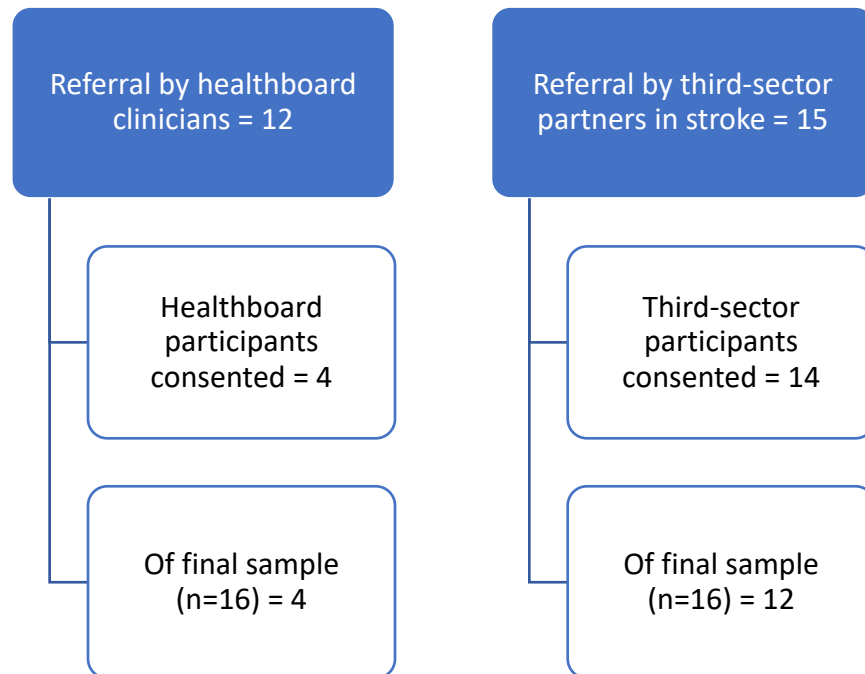 Referral by healthboard
clinicians = 12
Healthboard
participants
consented = 4
Of final sample
(n=16) = 4
Referral by third-sector
partners in stroke = 15
Third-sector
participants
consented = 14
Of final sample
(n=16) = 12